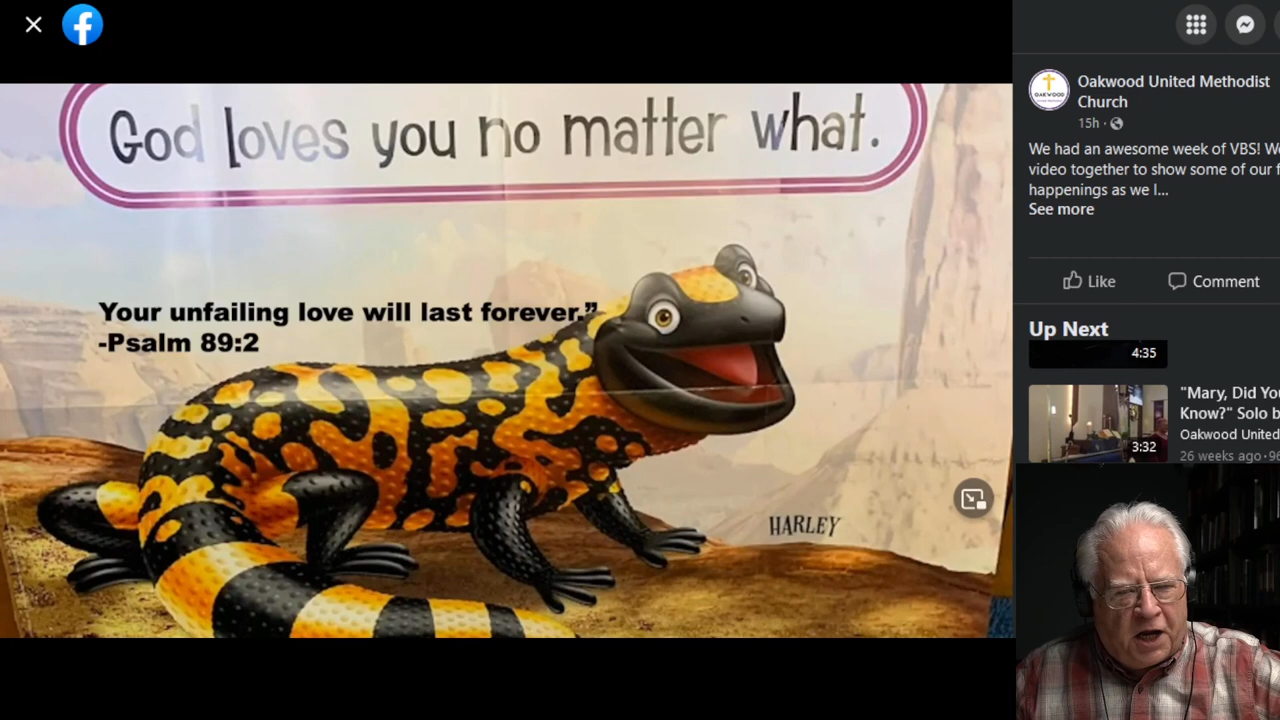 God loves you no matter what.
Your unfailing love will last forever.”
-Psalm 89:2
HARLEY
Oakwood United Methodist
Church
15h ·
We had an awesome week of VBS! W
video together to show some of our f
happenings as we l...
See more
Like
Comment
Up Next
4:35
"Mary, Did Yo
Know?" Solo b
3:32
Oakwood United
26 weeks ago · 96